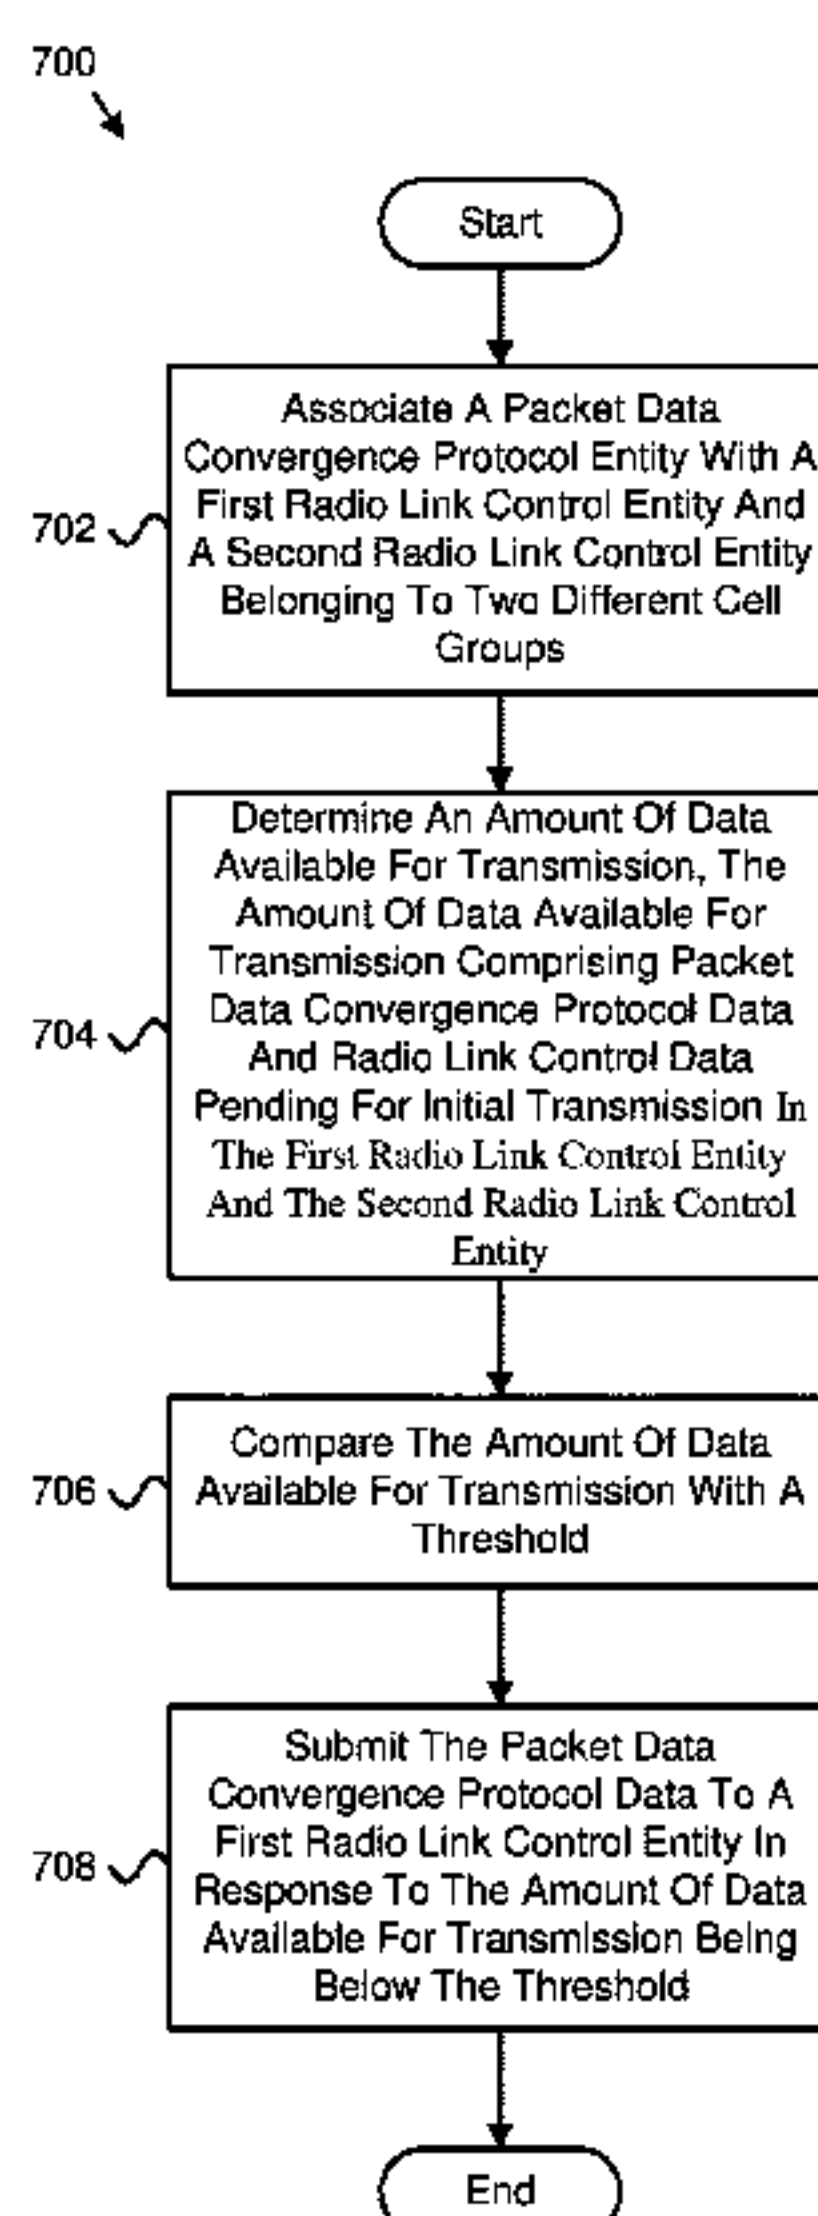 700
Start
Associate A Packet Data
Convergence Protocol Entity With A
First Radio Link Control Entity And
A Second Radio Link Control Entity
Belonging To Two Different Cell
Groups
702
Determine An Amount Of Data
Available For Transmission, The
Amount Of Data Available For
Transmission Comprising Packet
Data Convergence Protocol Data
And Radio Link Control Data
Pending For Initial Transmission In
The First Radio Link Control Entity
And The Second Radio Link Control
Entity
704
Compare The Amount Of Data
Available For Transmission With A
Threshold
706
Submit The Packet Data
Convergence Protocol Data To A
First Radio Link Control Entity In
Response To The Amount Of Data
Available For Transmission Being
Below The Threshold
708
End